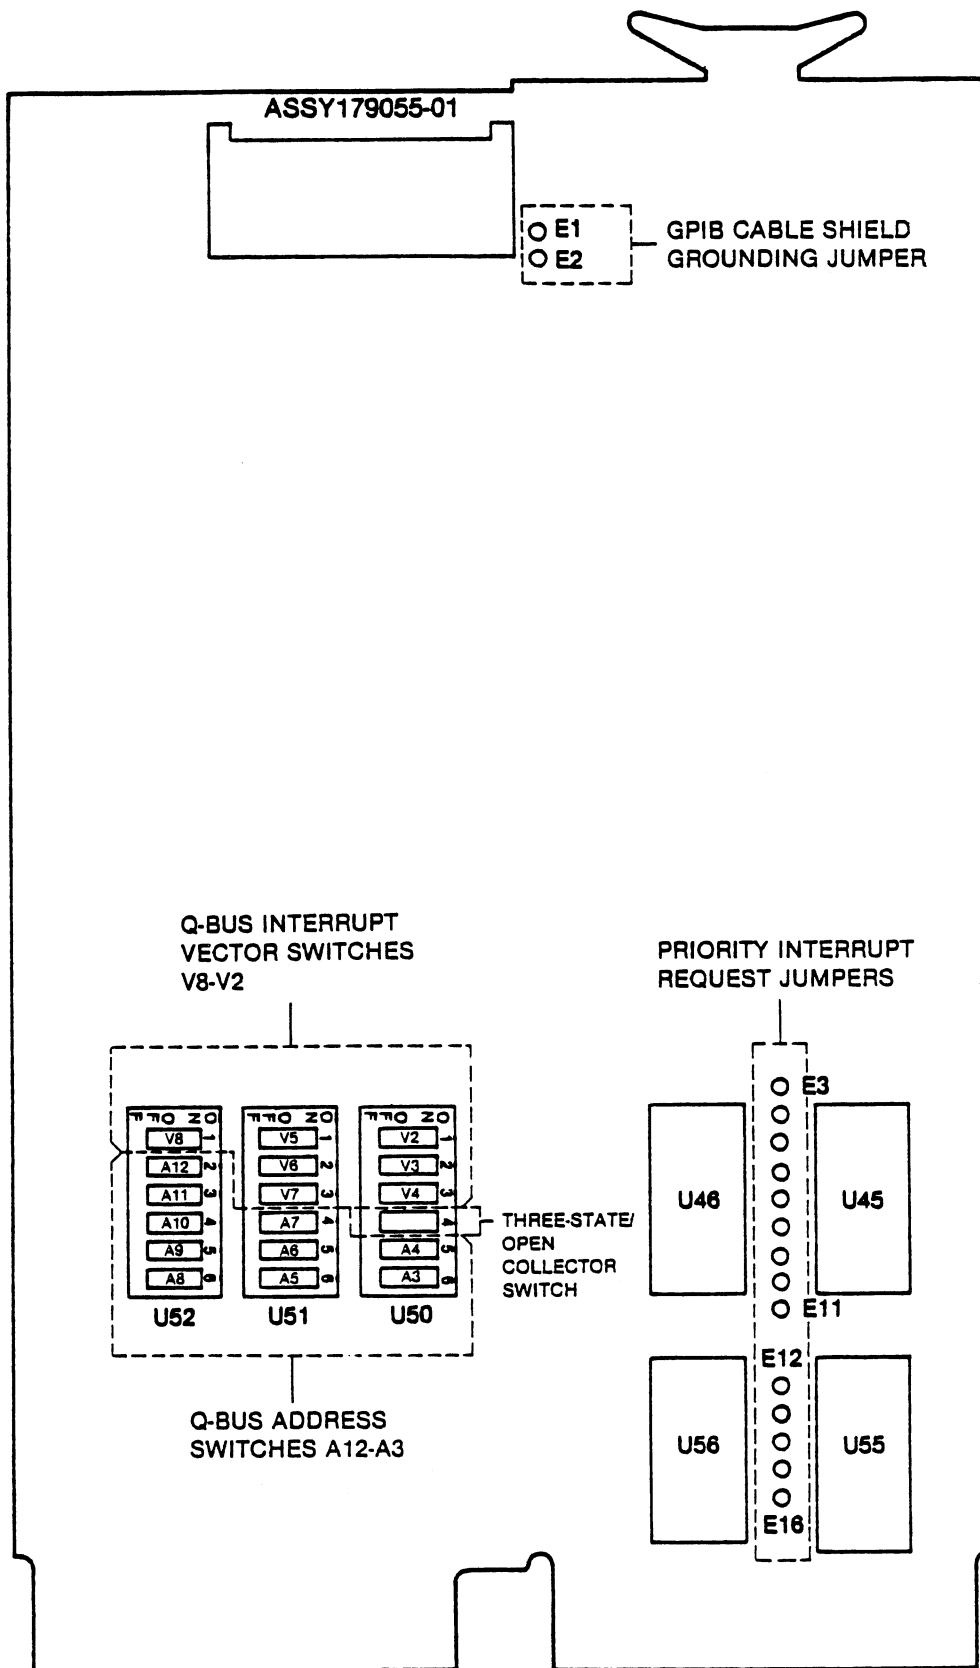 ASSY179055-01
E1
E2
GPIB CABLE SHIELD
GROUNDING JUMPER
Q-BUS INTERRUPT
VECTOR SWITCHES
V8-V2
PRIORITY INTERRUPT
REQUEST JUMPERS
OFF ON
V8 1
A12 2
A11 3
A10 4
A9 5
A8 6
U52
OFF ON
V5 1
V6 2
V7 3
A7 4
A6 5
A5 6
U51
OFF ON
V2 1
V3 2
V4 3
4
A4 5
A3 6
U50
THREE-STATE/
OPEN
COLLECTOR
SWITCH
Q-BUS ADDRESS
SWITCHES A12-A3
E3
U46
U45
E11
E12
U56
U55
E16